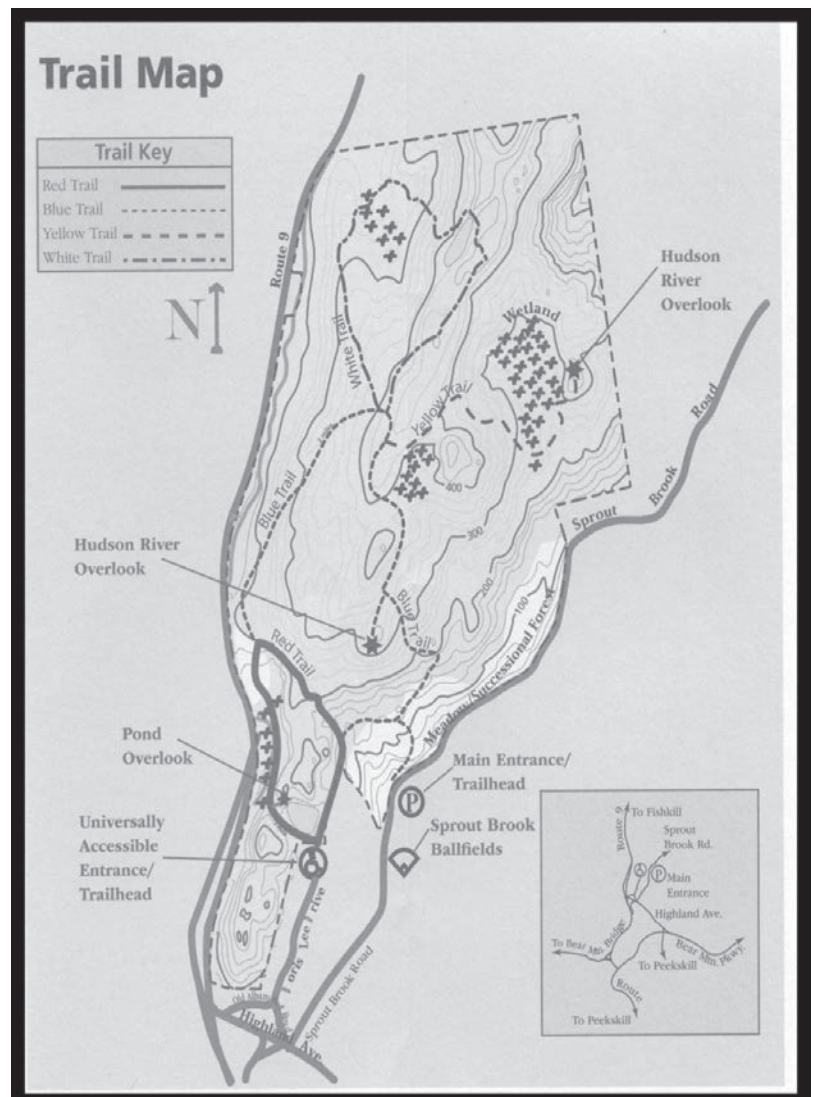 Trail Map
Trail Key
Red Trail
Blue Trail
Yellow Trail
White Trail
N
Route 9
Hudson
River
Overlook
Wetland
White Trail
Yellow Trail
Blue Trail
400
Sprout Brook Road
300
Hudson River
Overlook
200
100
Blue Trail
Red Trail
Meadow/Successional Forest
Pond
Overlook
Main Entrance/
Trailhead
P
Universally
Accessible
Entrance/
Trailhead
Sprout Brook
Ballfields
Sprout Brook Road
Highland Ave
Route 9
To Fishkill
Sprout
Brook Rd.
P
Main
Entrance
Highland Ave.
To Bear Mtn. Bridge
Bear Mtn. Pkwy.
To Peekskill
Route
To Peekskill